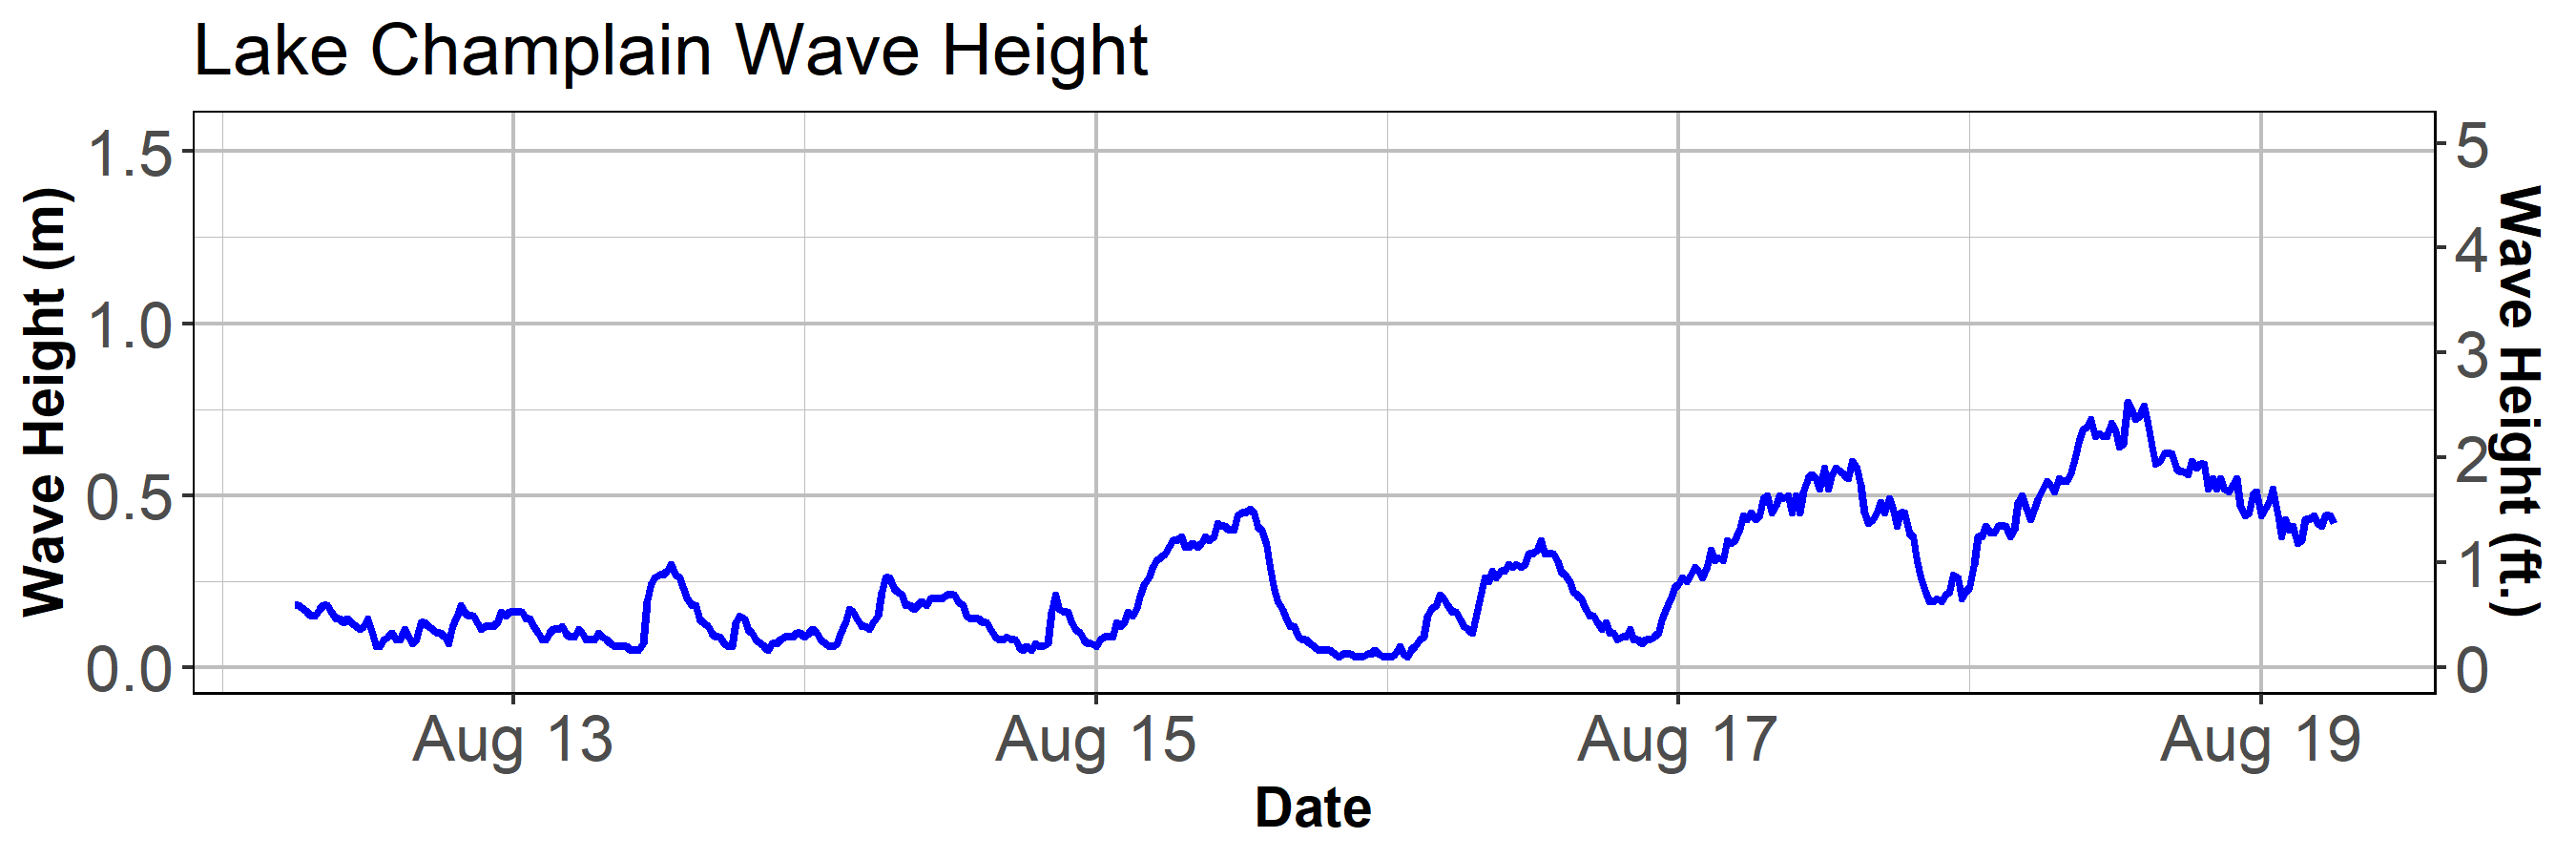 Lake Champlain Wave Height
Wave Height (m)
1.5
1.0
0.5
0.0
5
4
3
2
1
0
Wave Height (ft.)
Aug 13
Aug 15
Aug 17
Aug 19
Date